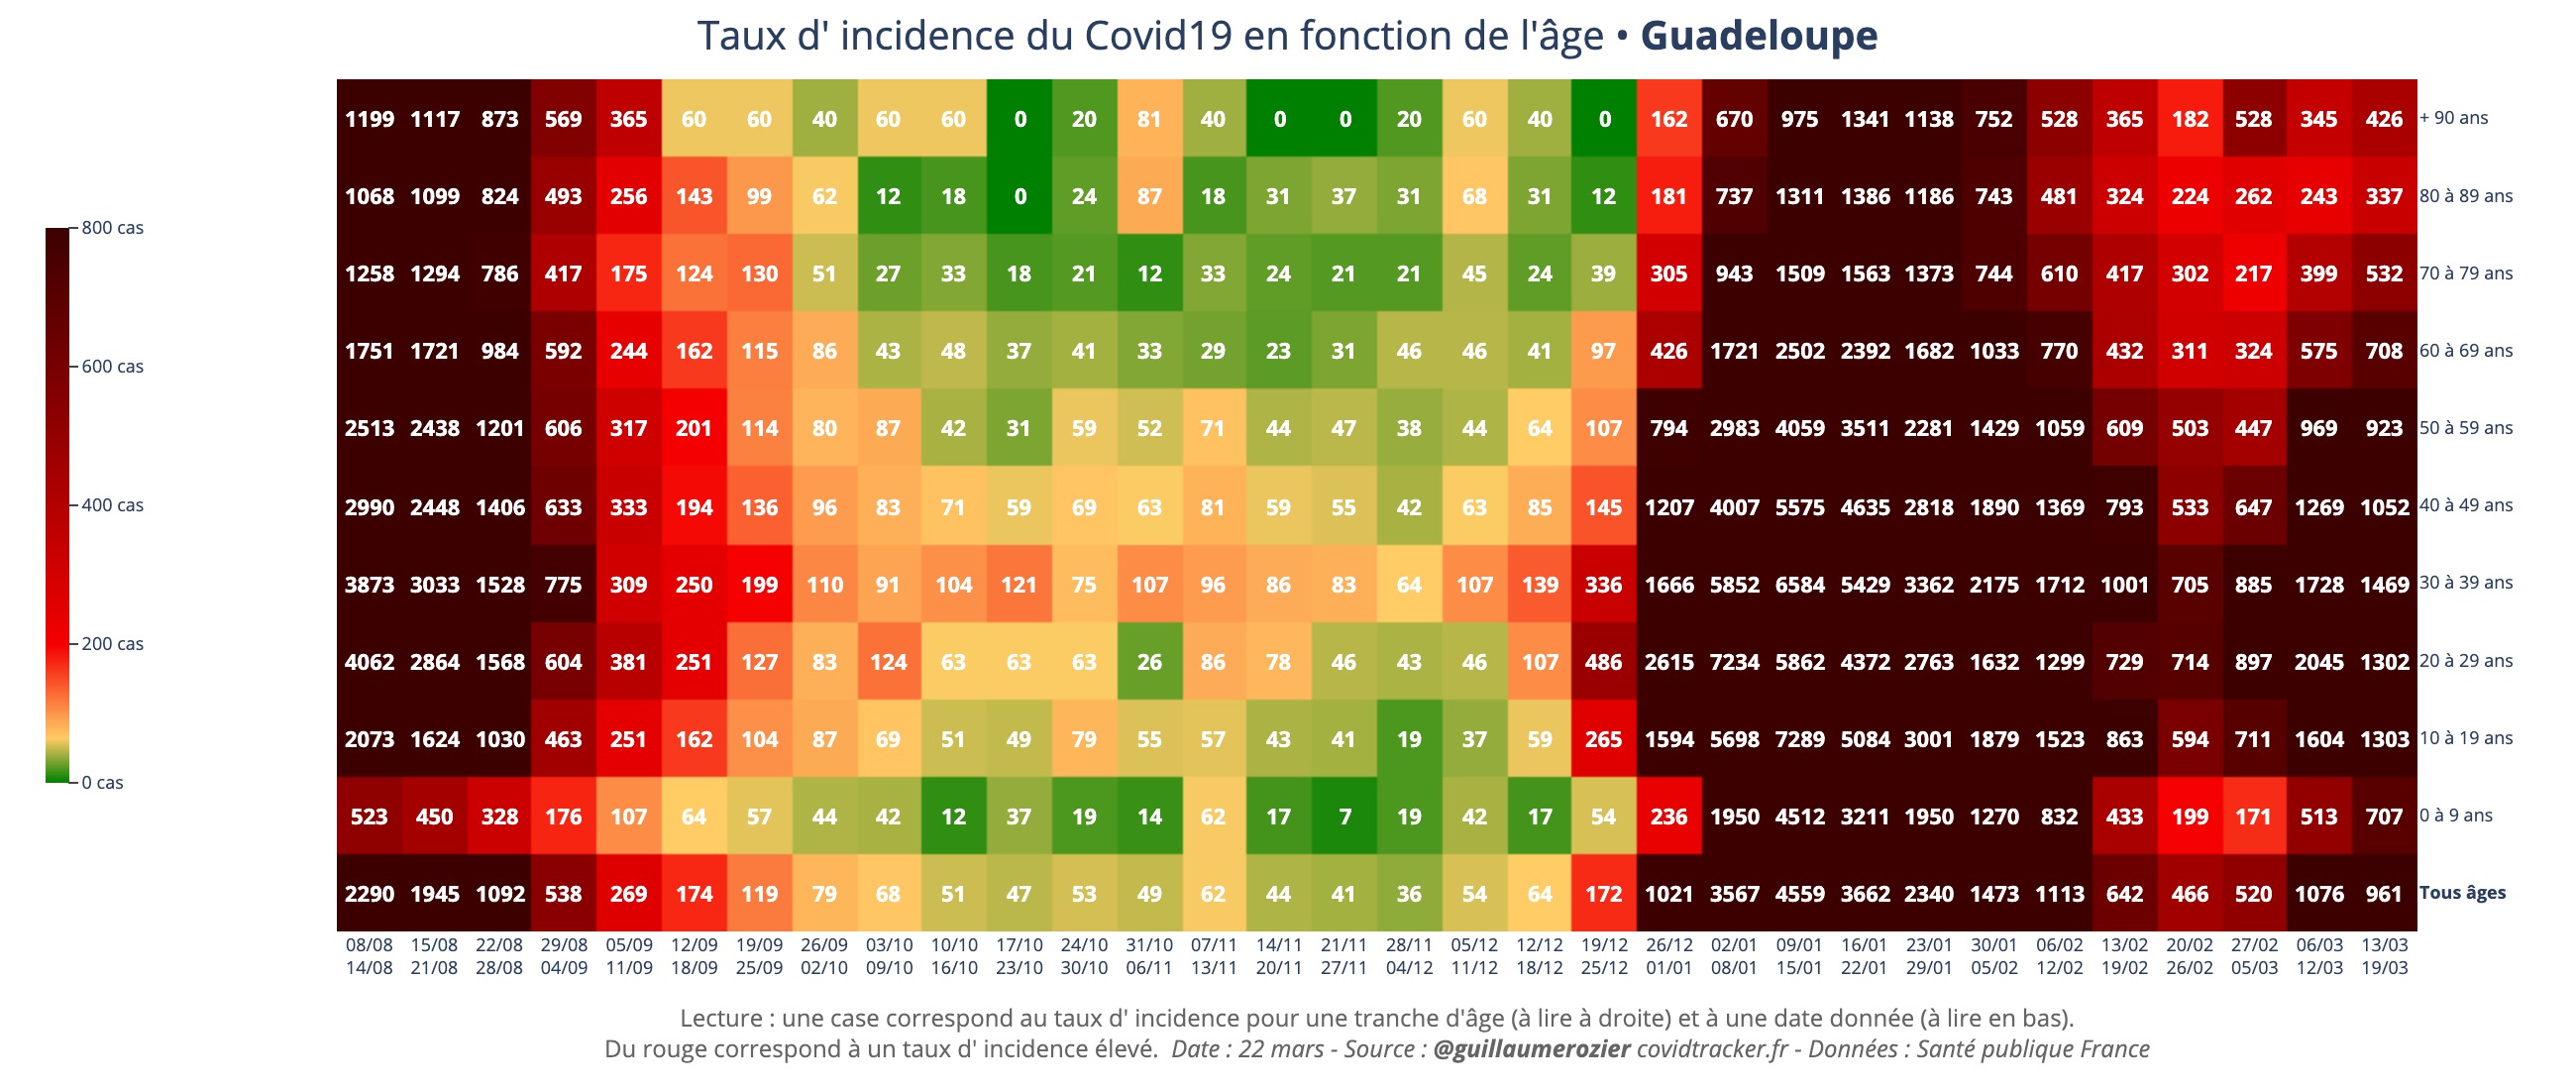 Taux d' incidence du Covid19 en fonction de l'âge • Guadeloupe
1199 1117 873 569 365 60 60 40 60 60 0 20 81 40 0 0 20 60 40 0 162 670 975 1341 1138 752 528 365 182 528 345 426 + 90 ans
1068 1099 824 493 256 143 99 62 12 18 0 24 87 18 31 37 31 68 31 12 181 737 1311 1386 1186 743 481 324 224 262 243 337 80 à 89 ans
800 cas
1258 1294 786 417 175 124 130 51 27 33 18 21 12 33 24 21 21 45 24 39 305 943 1509 1563 1373 744 610 417 302 217 399 532 70 à 79 ans
1751 1721 984 592 244 162 115 86 43 48 37 41 33 29 23 31 46 46 41 97 426 1721 2502 2392 1682 1033 770 432 311 324 575 708 60 à 69 ans
600 cas
2513 2438 1201 606 317 201 114 80 87 42 31 59 52 71 44 47 38 44 64 107 794 2983 4059 3511 2281 1429 1059 609 503 447 969 923 50 à 59 ans
400 cas
2990 2448 1406 633 333 194 136 96 83 71 59 69 63 81 59 55 42 63 85 145 1207 4007 5575 4635 2818 1890 1369 793 533 647 1269 1052 40 à 49 ans
3873 3033 1528 775 309 250 199 110 91 104 121 75 107 96 86 83 64 107 139 336 1666 5852 6584 5429 3362 2175 1712 1001 705 885 1728 1469 30 à 39 ans
200 cas
4062 2864 1568 604 381 251 127 83 124 63 63 63 26 86 78 46 43 46 107 486 2615 7234 5862 4372 2763 1632 1299 729 714 897 2045 1302 20 à 29 ans
2073 1624 1030 463 251 162 104 87 69 51 49 79 55 57 43 41 19 37 59 265 1594 5698 7289 5084 3001 1879 1523 863 594 711 1604 1303 10 à 19 ans
0 cas
523 450 328 176 107 64 57 44 42 12 37 19 14 62 17 7 19 42 17 54 236 1950 4512 3211 1950 1270 832 433 199 171 513 707 0 à 9 ans
2290 1945 1092 538 269 174 119 79 68 51 47 53 49 62 44 41 36 54 64 172 1021 3567 4559 3662 2340 1473 1113 642 466 520 1076 961 Tous âges
08/08 15/08 22/08 29/08 05/09 12/09 19/09 26/09 03/10 10/10 17/10 24/10 31/10 07/11 14/11 21/11 28/11 05/12 12/12 19/12 26/12 02/01 09/01 16/01 23/01 30/01 06/02 13/02 20/02 27/02 06/03 13/03
14/08 21/08 28/08 04/09 11/09 18/09 25/09 02/10 09/10 16/10 23/10 30/10 06/11 13/11 20/11 27/11 04/12 11/12 18/12 25/12 01/01 08/01 15/01 22/01 29/01 05/02 12/02 19/02 26/02 05/03 12/03 19/03
Lecture : une case correspond au taux d' incidence pour une tranche d'âge (à lire à droite) et à une date donnée (à lire en bas).
Du rouge correspond à un taux d' incidence élevé. Date : 22 mars - Source : @guillaumerozier covidtracker.fr - Données : Santé publique France